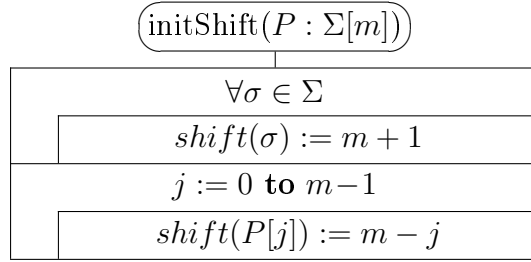 initShift(P : Σ[m])
∀σ ∈ Σ
shift(σ) := m + 1
j := 0 to m−1
shift(P[j]) := m − j